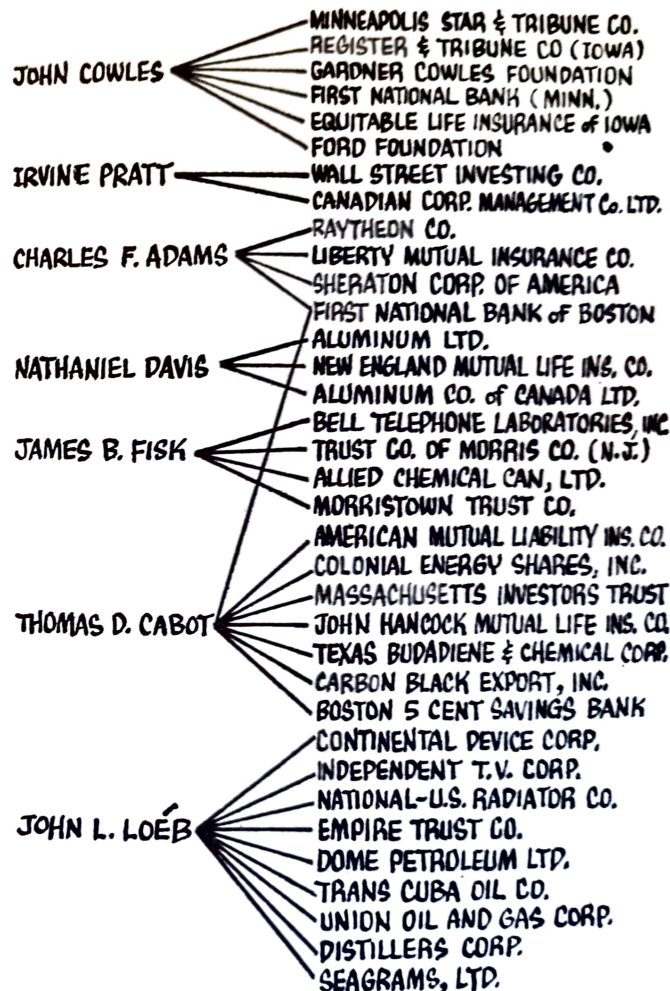 JOHN COWLES
MINNEAPOLIS STAR & TRIBUNE CO.
REGISTER & TRIBUNE CO (IOWA)
GARDNER COWLES FOUNDATION
FIRST NATIONAL BANK (MINN.)
EQUITABLE LIFE INSURANCE of IOWA
FORD FOUNDATION
IRVINE PRATT
WALL STREET INVESTING CO.
CANADIAN CORP. MANAGEMENT Co. LTD.
CHARLES F. ADAMS
RAYTHEON CO.
LIBERTY MUTUAL INSURANCE CO.
SHERATON CORP. OF AMERICA
FIRST NATIONAL BANK of BOSTON
NATHANIEL DAVIS
ALUMINUM LTD.
NEW ENGLAND MUTUAL LIFE INS. CO.
ALUMINUM CO. of CANADA LTD.
JAMES B. FISK
BELL TELEPHONE LABORATORIES, INC
TRUST CO. OF MORRIS CO. (N.J.)
ALLIED CHEMICAL CAN, LTD.
MORRISTOWN TRUST CO.
THOMAS D. CABOT
AMERICAN MUTUAL LIABILITY INS. CO.
COLONIAL ENERGY SHARES, INC.
MASSACHUSETTS INVESTORS TRUST
JOHN HANCOCK MUTUAL LIFE INS. CO.
TEXAS BUDADIENE & CHEMICAL CORP.
CARBON BLACK EXPORT, INC.
BOSTON 5 CENT SAVINGS BANK
JOHN L. LOÉB
CONTINENTAL DEVICE CORP.
INDEPENDENT T.V. CORP.
NATIONAL-U.S. RADIATOR CO.
EMPIRE TRUST CO.
DOME PETROLEUM LTD.
TRANS CUBA OIL CO.
UNION OIL AND GAS CORP.
DISTILLERS CORP.
SEAGRAMS, LTD.